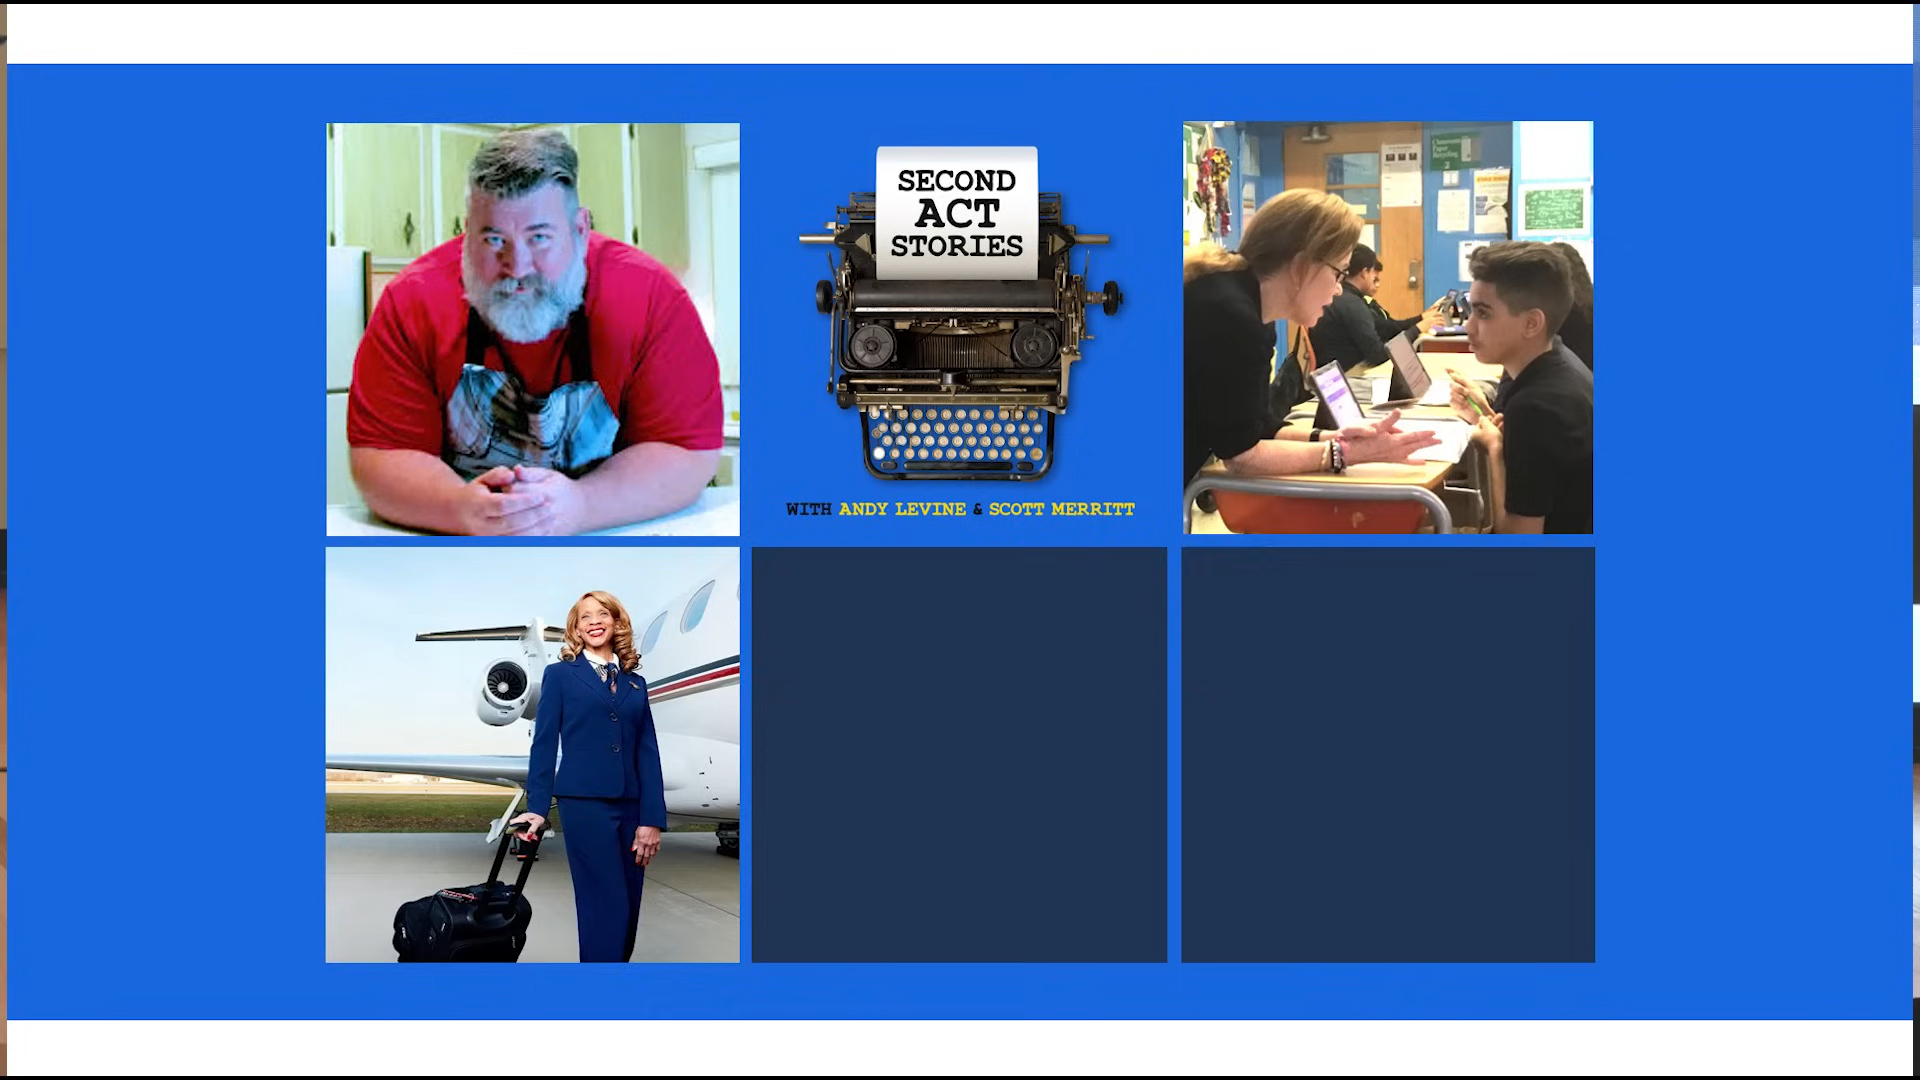 SECOND
ACT
STORIES
WITH ANDY LEVINE & SCOTT MERRITT